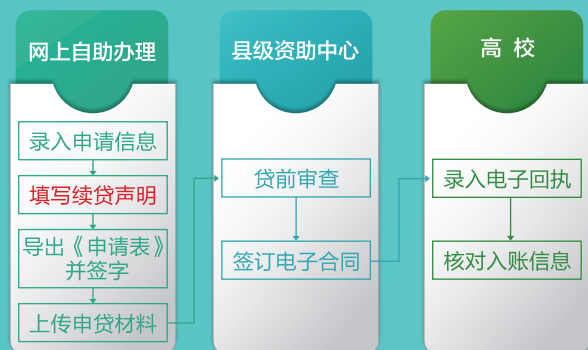 网上自助办理
录入申请信息
填写续贷声明
导出《申请表》
并签字
上传申贷材料
县级资助中心
贷前审查
签订电子合同
高 校
录入电子回执
核对入账信息